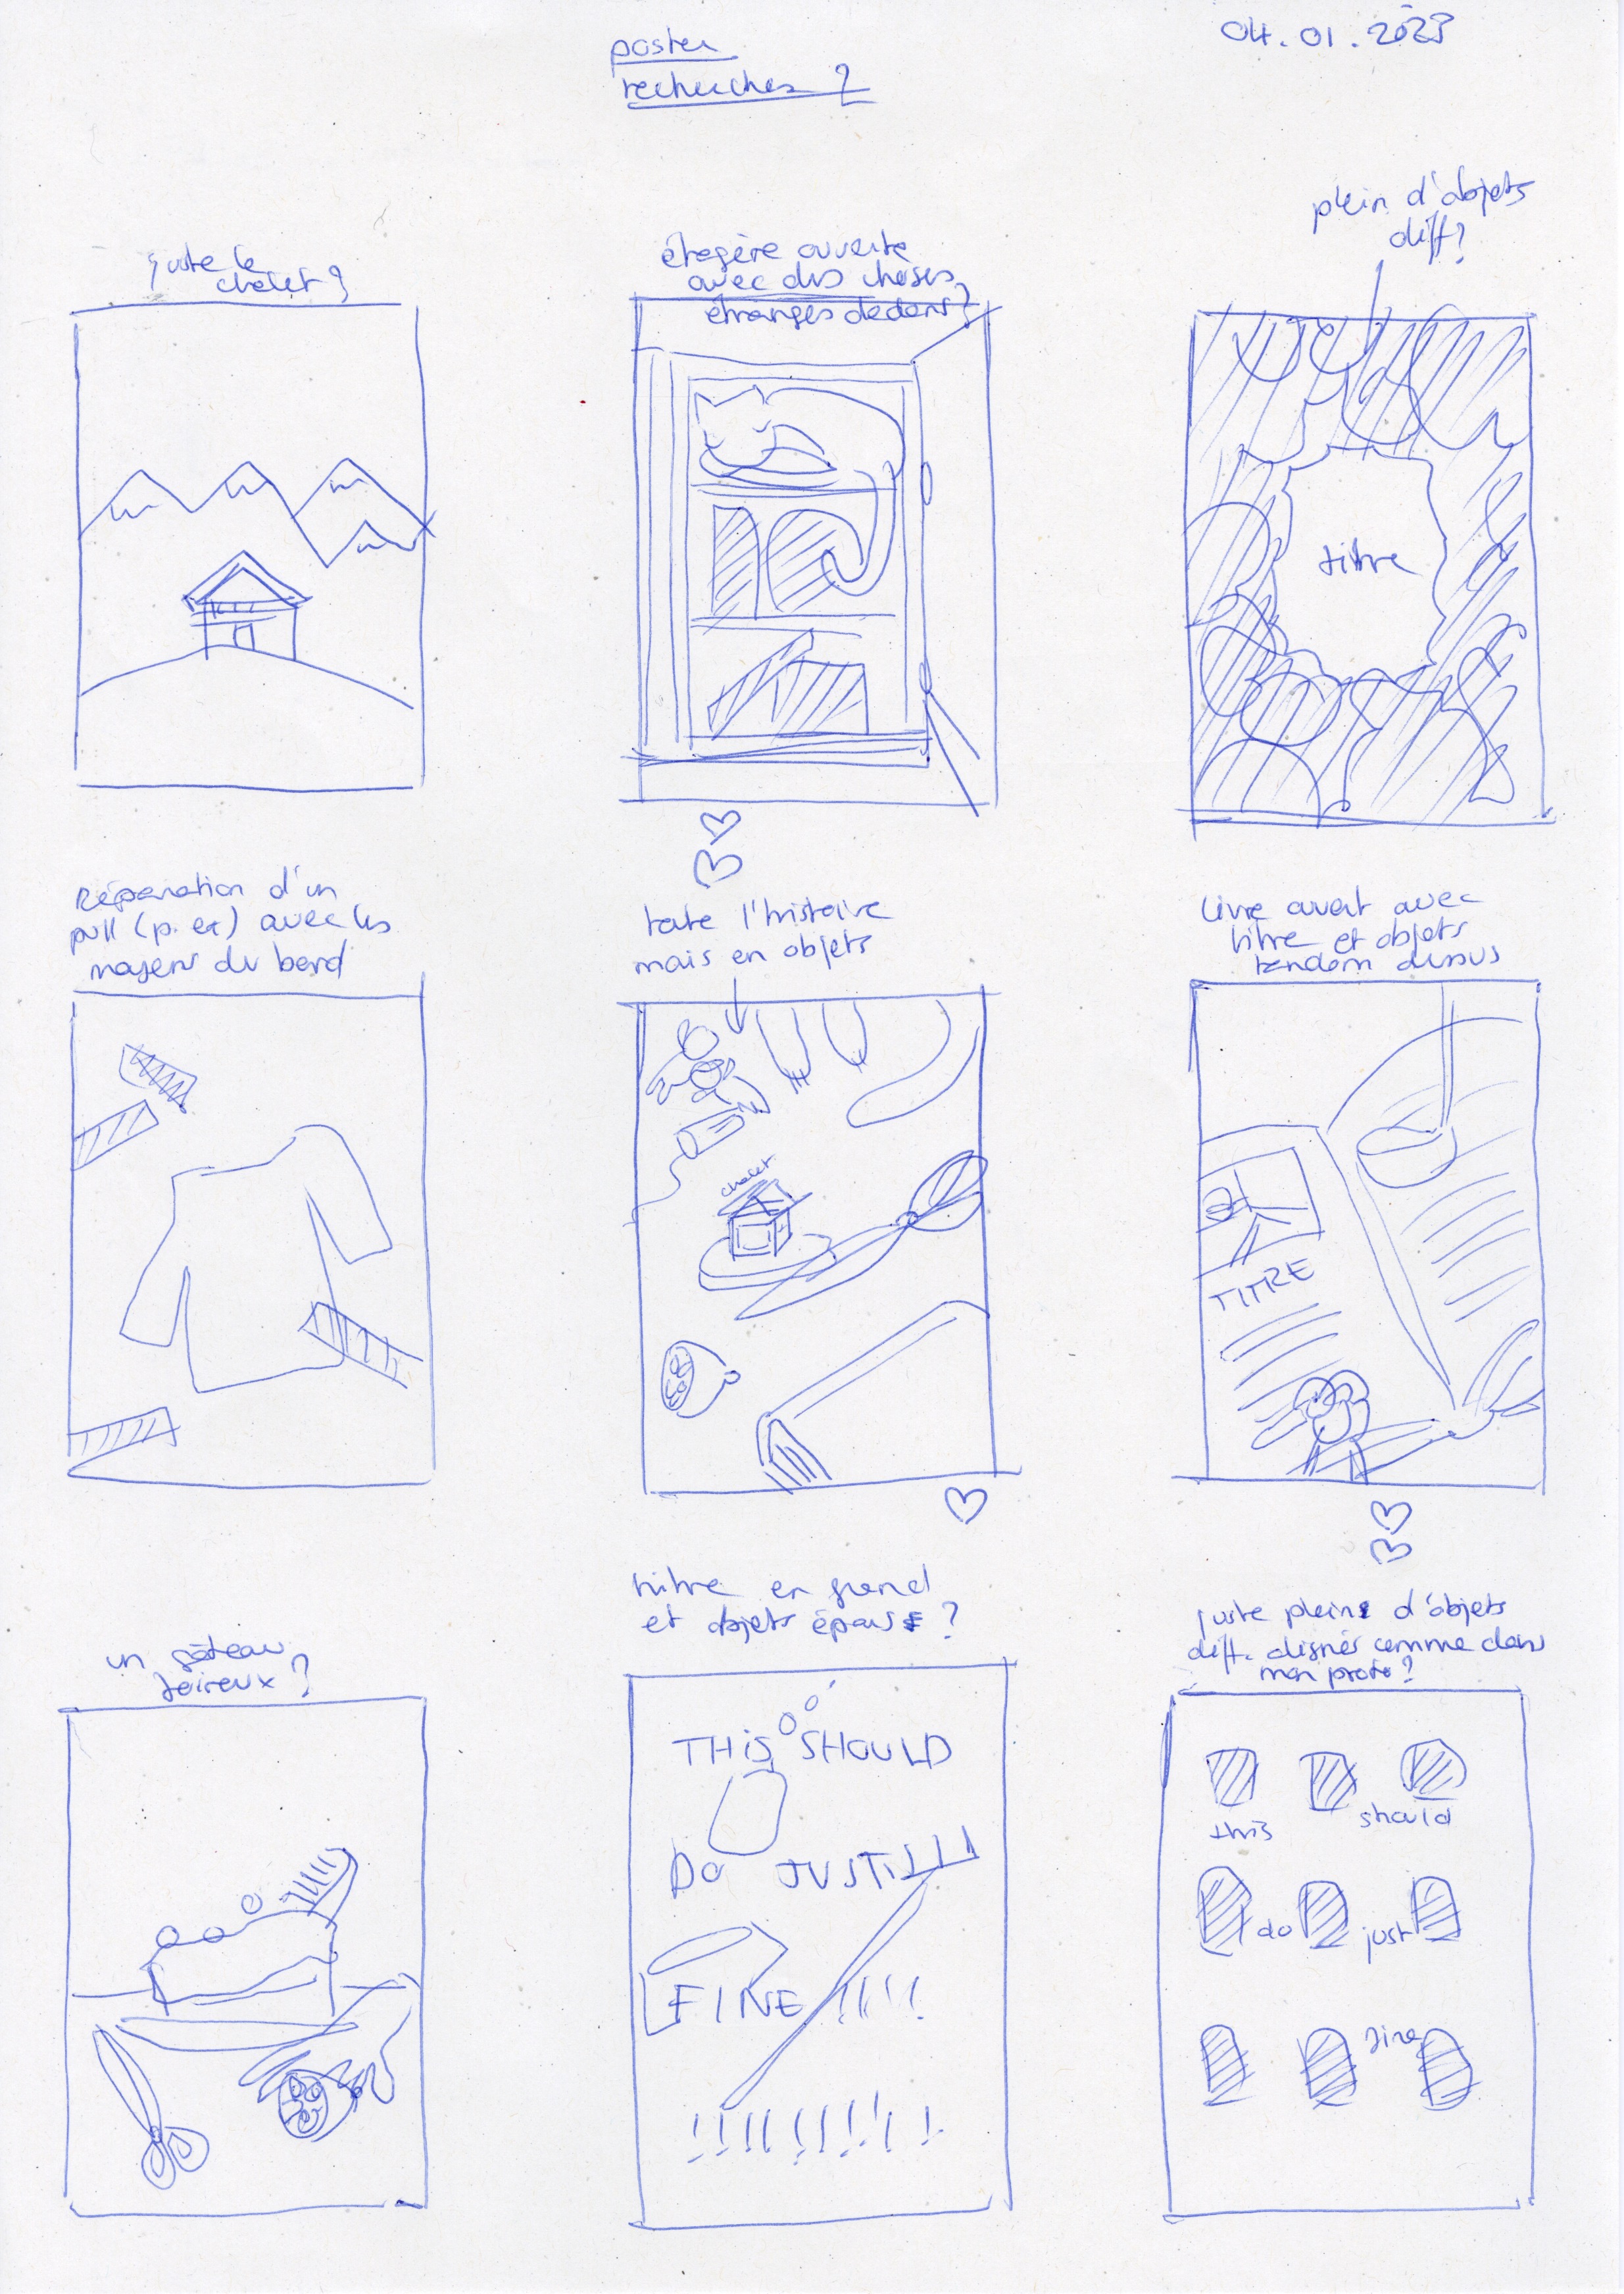 poster
recherches ?
04.01.2023
juste le
chalet ?
étagère ouverte
avec des choses
étranges dedans ?
plein d'objets
diff ?
titre
Réparation d'un
pull (p. ex) avec les
moyens du bord
toute l'histoire
mais en objets
chalet
livre ouvert avec
titre et objets
random dessus
TITRE
un gâteau
foireux ?
titre en grand
et objets épars ?
THIS SHOULD
DO JUST
FINE !!!!
!!!!!!!!!
juste pleins d'objets
diff. alignés comme dans
mon proto ?
this should
do just
fine